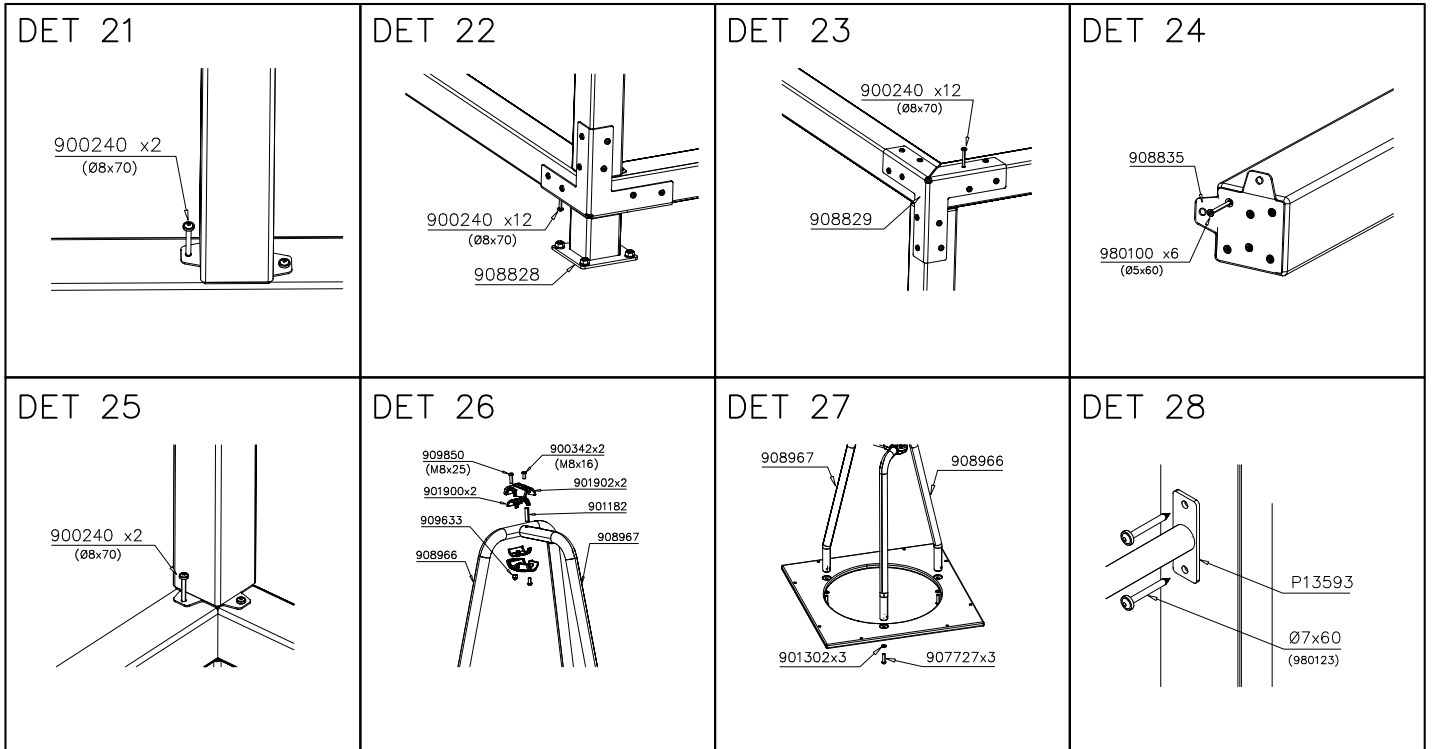 DET 21
900240 x2
(Ø8x70)
DET 22
900240 x12
(Ø8x70)
908828
DET 23
900240 x12
(Ø8x70)
908829
DET 24
908835
980100 x6
(Ø5x60)
DET 25
900240 x2
(Ø8x70)
DET 26
909850
(M8x25)
900342x2
(M8x16)
901900x2
901902x2
901182
909633
908966
908967
DET 27
908967
908966
901302x3
907727x3
DET 28
P13593
Ø7x60
(980123)